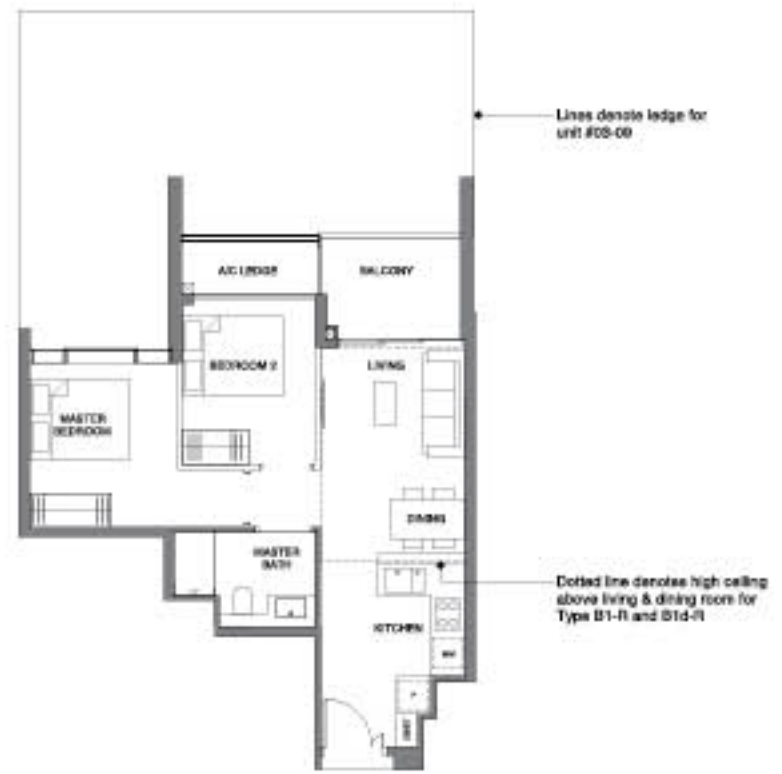 Lines denote ledge for
unit #03-09
A/C LEDGE
BALCONY
BEDROOM 2
LIVING
MASTER
BEDROOM
DINING
MASTER
BATH
Dotted line denotes high ceiling
above living & dining room for
Type B1-R and B1d-R
KITCHEN
F